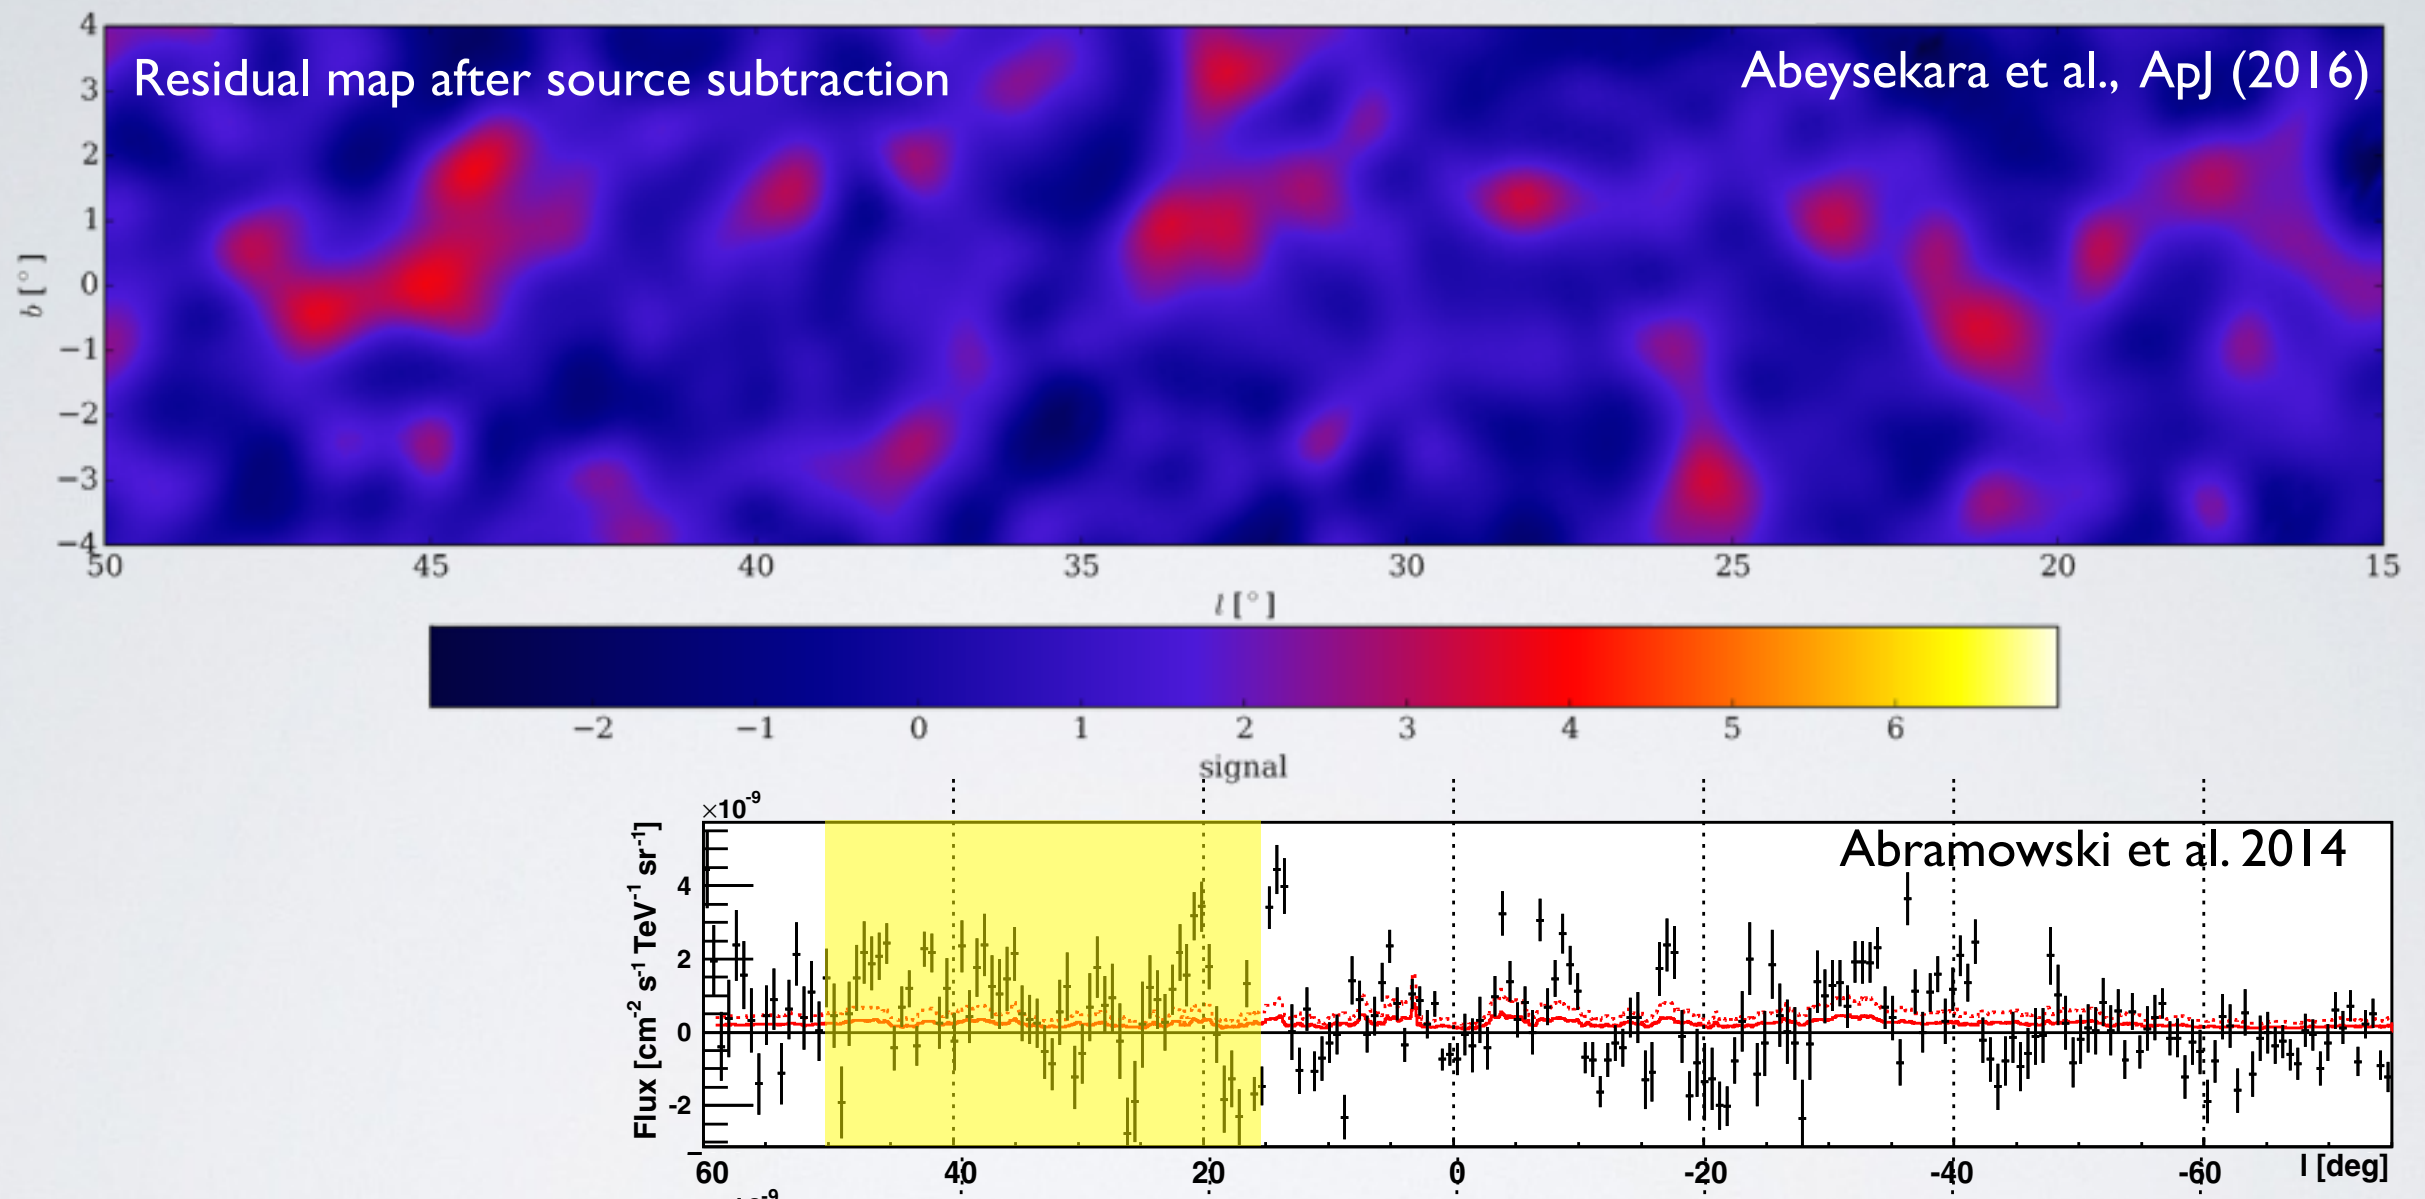 Residual map after source subtraction
Abeysekara et al., ApJ (2016)
4
3
2
1
0
−1
−2
−3
−4
b [°]
50 45 40 35 30 25 20 15
l [°]
−2 −1 0 1 2 3 4 5 6
signal
×10⁻⁹
Abramowski et al. 2014
Flux [cm⁻² s⁻¹ TeV⁻¹ sr⁻¹]
4
2
0
-2
60 40 20 0 -20 -40 -60 l [deg]